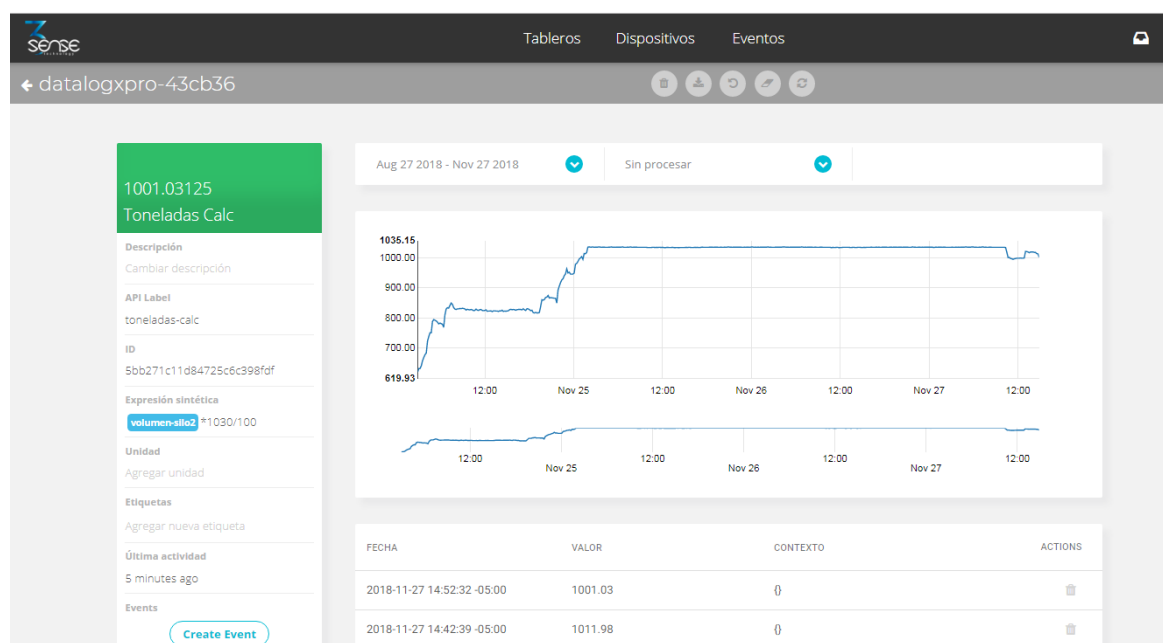 3
sense
technology
Tableros Dispositivos Eventos
datalogxpro-43cb36
1001.03125
Toneladas Calc
Descripción
Cambiar descripción
API Label
toneladas-calc
ID
5bb271c11d84725c6c398fdf
Expresión sintética
volumen-silo2 *1030/100
Unidad
Agregar unidad
Etiquetas
Agregar nueva etiqueta
Última actividad
5 minutes ago
Events
Create Event
Aug 27 2018 - Nov 27 2018 Sin procesar
1035.15
1000.00
900.00
800.00
700.00
619.93
12:00 Nov 25 12:00 Nov 26 12:00 Nov 27 12:00
12:00 Nov 25 12:00 Nov 26 12:00 Nov 27 12:00
FECHA VALOR CONTEXTO ACTIONS
2018-11-27 14:52:32 -05:00 1001.03 {}
2018-11-27 14:42:39 -05:00 1011.98 {}